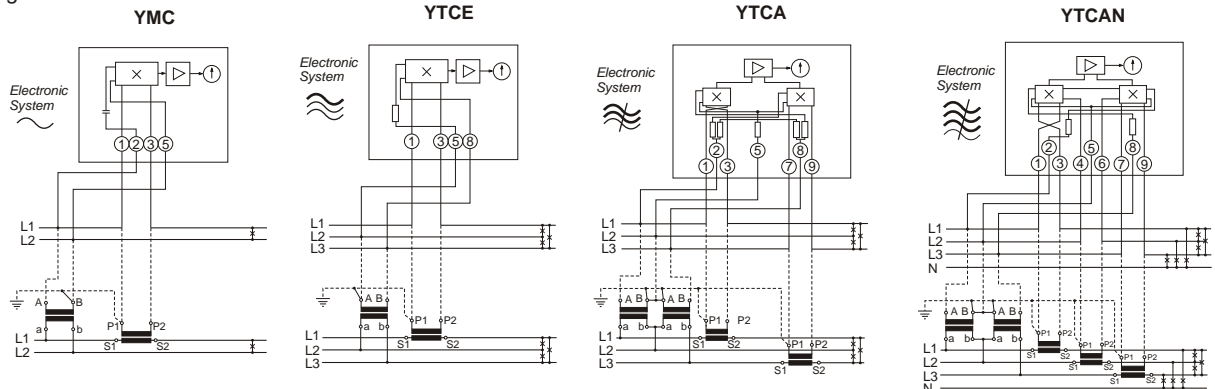 YMC
Electronic
System
×
1 2 3 5
L1
L2
A B
a b
P1 P2
L1
S1 S2
L2
YTCE
Electronic
System
×
1 3 5 8
L1
L2
L3
A B
a b
P1 P2
L1
S1 S2
L2
L3
YTCA
Electronic
System
× ×
2 5 8
1 3 7 9
L1
L2
L3
A B A B
a b a b
P1 P2
L1
S1 S2
P1 P2
L2
L3
S1 S2
YTCAN
Electronic
System
× ×
2 5 8
1 3 4 6 7 9
L1
L2
L3
N
A B A B
a b a b
P1 P2
P1 P2
P1 P2
L1
S1 S2
L2
S1 S2
L3
S1 S2
N